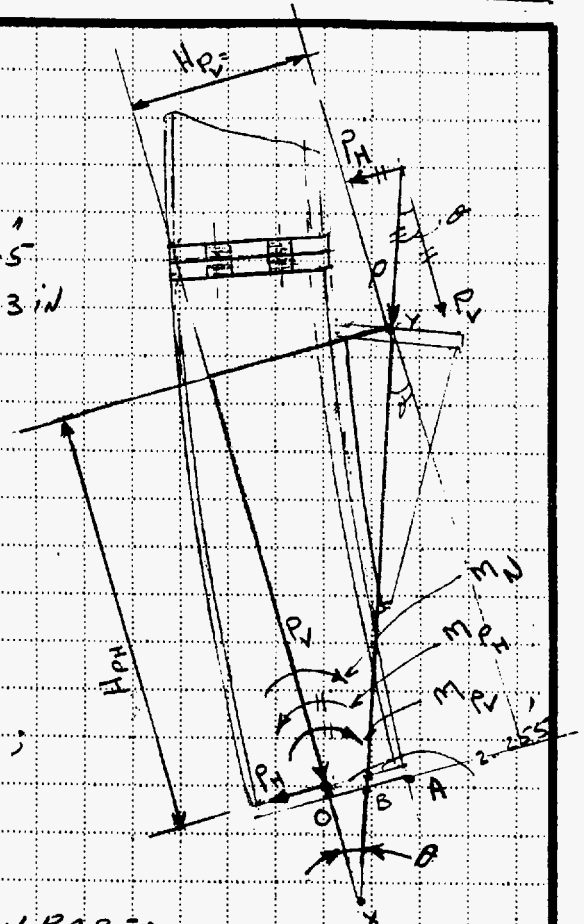 H_PV =
P_H
θ
5
3 iN
P
P_V
Y
θ
M_N
P_V
M_PH
H_PH
M_PV
2.255'
P_H
O
B
A
θ
X